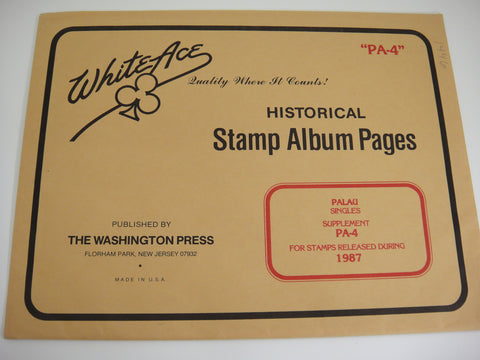 "PA-4"
White Ace
Quality Where It Counts!
HISTORICAL
Stamp Album Pages
PALAU
SINGLES
SUPPLEMENT
PA-4
FOR STAMPS RELEASED DURING
1987
PUBLISHED BY
THE WASHINGTON PRESS
FLORHAM PARK, NEW JERSEY 07932
MADE IN U.S.A.